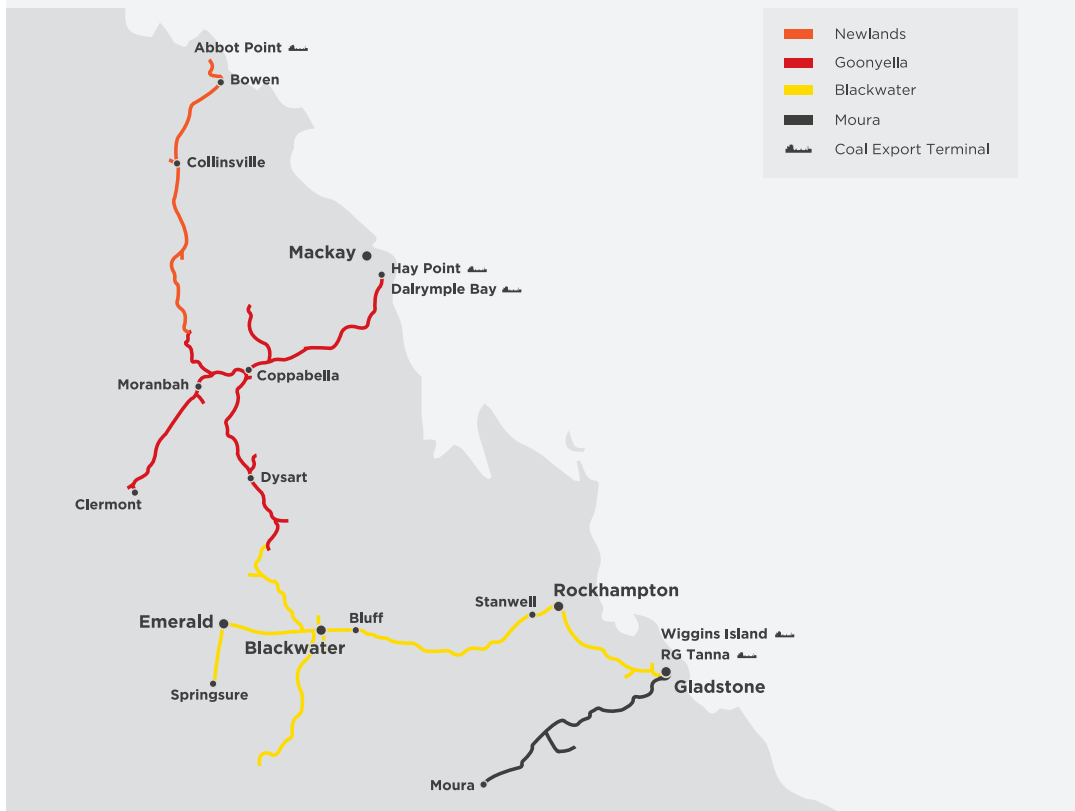 Abbot Point
Bowen
Collinsville
Mackay
Hay Point
Dalrymple Bay
Coppabella
Moranbah
Dysart
Clermont
Rockhampton
Stanwell
Emerald
Bluff
Blackwater
Wiggins Island
RG Tanna
Gladstone
Springsure
Moura
Newlands
Goonyella
Blackwater
Moura
Coal Export Terminal